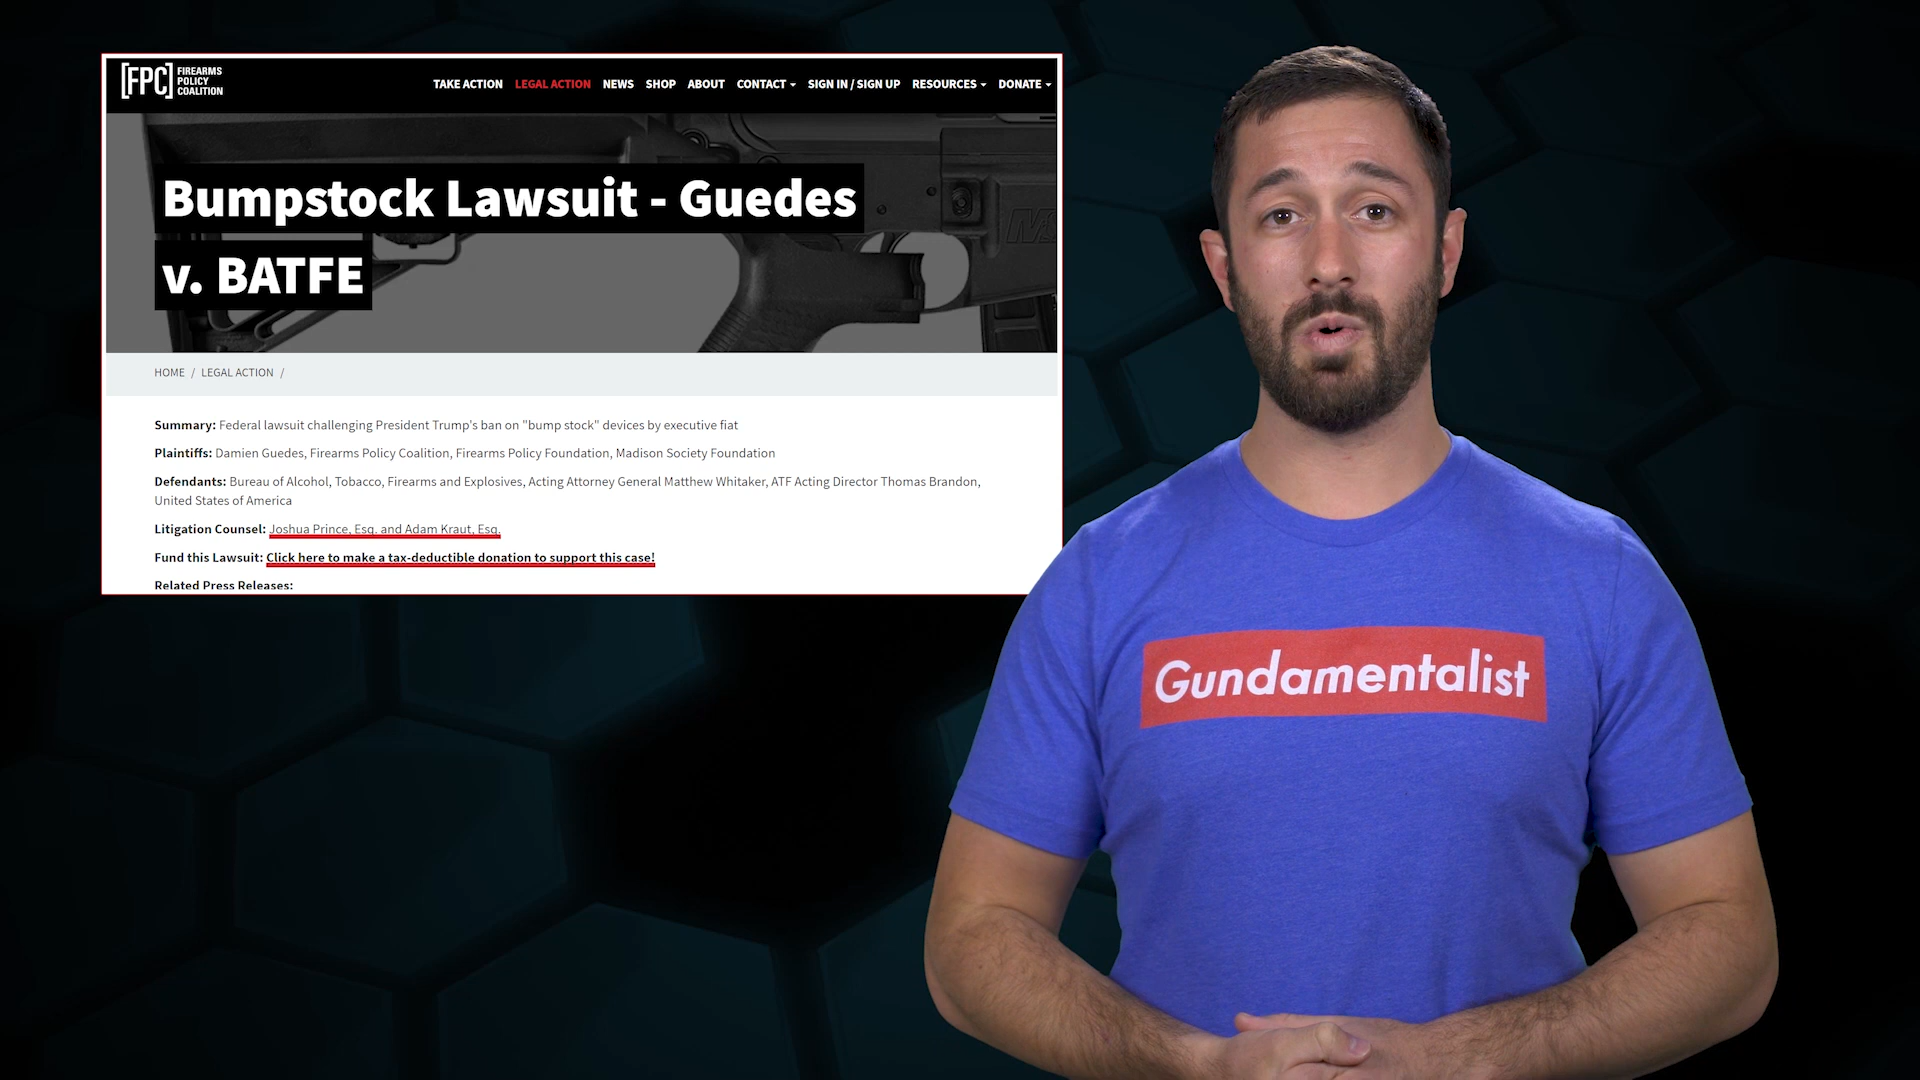 [FPC] FIREARMS
POLICY
COALITION
TAKE ACTION LEGAL ACTION NEWS SHOP ABOUT CONTACT SIGN IN / SIGN UP RESOURCES DONATE
Bumpstock Lawsuit - Guedes
v. BATFE
HOME / LEGAL ACTION /
Summary: Federal lawsuit challenging President Trump's ban on "bump stock" devices by executive fiat
Plaintiffs: Damien Guedes, Firearms Policy Coalition, Firearms Policy Foundation, Madison Society Foundation
Defendants: Bureau of Alcohol, Tobacco, Firearms and Explosives, Acting Attorney General Matthew Whitaker, ATF Acting Director Thomas Brandon,
United States of America
Litigation Counsel: Joshua Prince, Esq. and Adam Kraut, Esq.
Fund this Lawsuit: Click here to make a tax-deductible donation to support this case!
Related Press Releases:
Gundamentalist